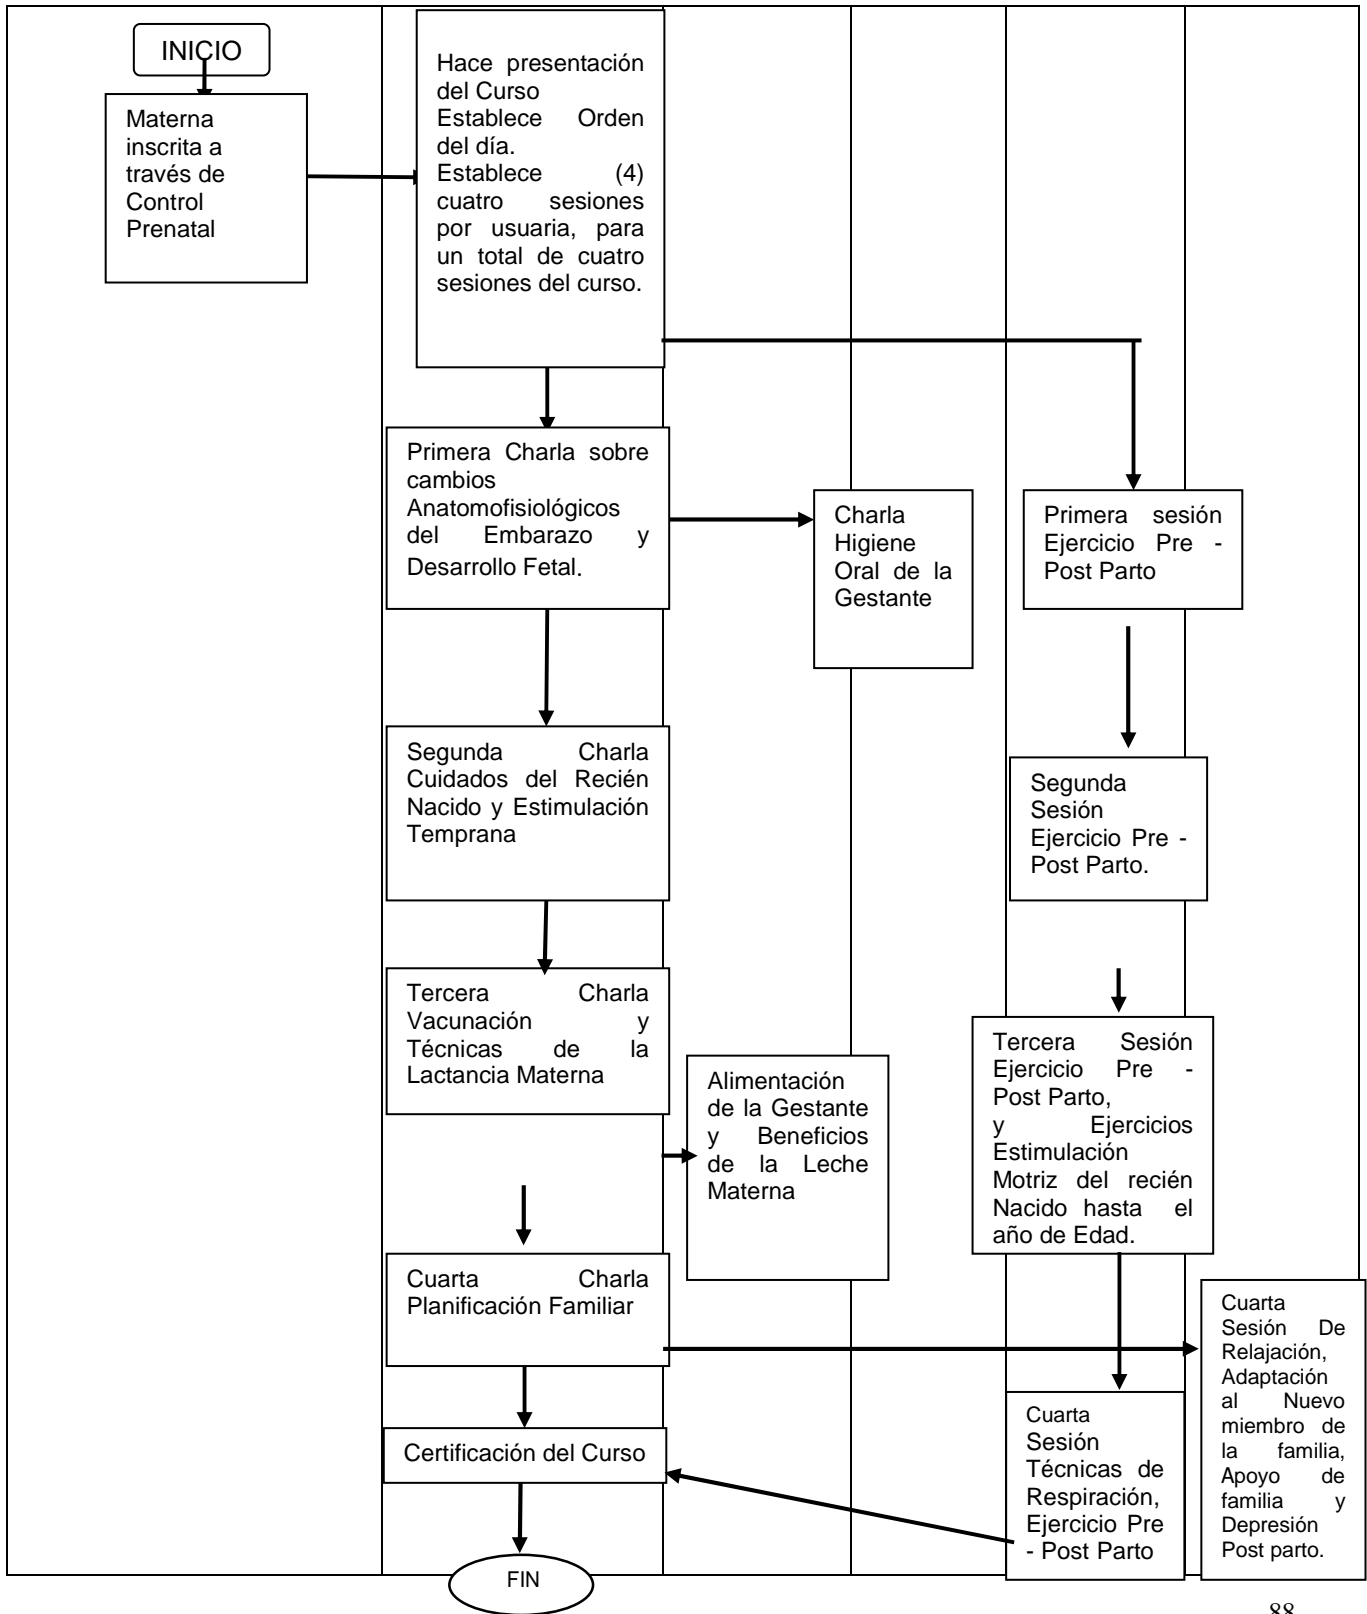 INICIO
Materna
inscrita a
través de
Control
Prenatal
Hace presentación
del Curso
Establece Orden
del día.
Establece (4)
cuatro sesiones
por usuaria, para
un total de cuatro
sesiones del curso.
Primera Charla sobre
cambios
Anatomofisiológicos
del Embarazo y
Desarrollo Fetal.
Charla
Higiene
Oral de la
Gestante
Primera sesión
Ejercicio Pre -
Post Parto
Segunda Charla
Cuidados del Recién
Nacido y Estimulación
Temprana
Segunda
Sesión
Ejercicio Pre -
Post Parto.
Tercera Charla
Vacunación y
Técnicas de la
Lactancia Materna
Alimentación
de la Gestante
y Beneficios
de la Leche
Materna
Tercera Sesión
Ejercicio Pre -
Post Parto,
y Ejercicios
Estimulación
Motriz del recién
Nacido hasta el
año de Edad.
Cuarta Charla
Planificación Familiar
Cuarta
Sesión De
Relajación,
Adaptación
al Nuevo
miembro de
la familia,
Apoyo de
familia y
Depresión
Post parto.
Cuarta
Sesión
Técnicas de
Respiración,
Ejercicio Pre
- Post Parto
Certificación del Curso
FIN
88